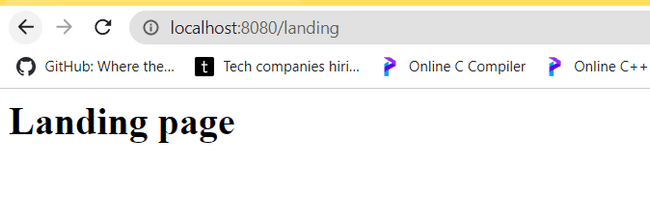 localhost:8080/landing
GitHub: Where the... t Tech companies hiri... Online C Compiler Online C++
Landing page